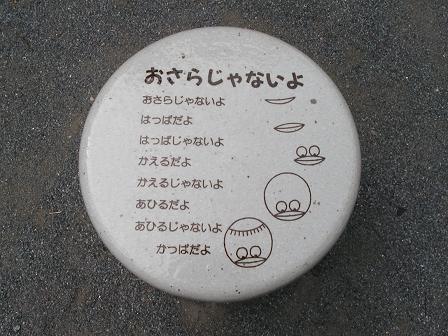 おさらじゃないよ
おさらじゃないよ
はっぱだよ
はっぱじゃないよ
かえるだよ
かえるじゃないよ
あひるだよ
あひるじゃないよ
かっぱだよ